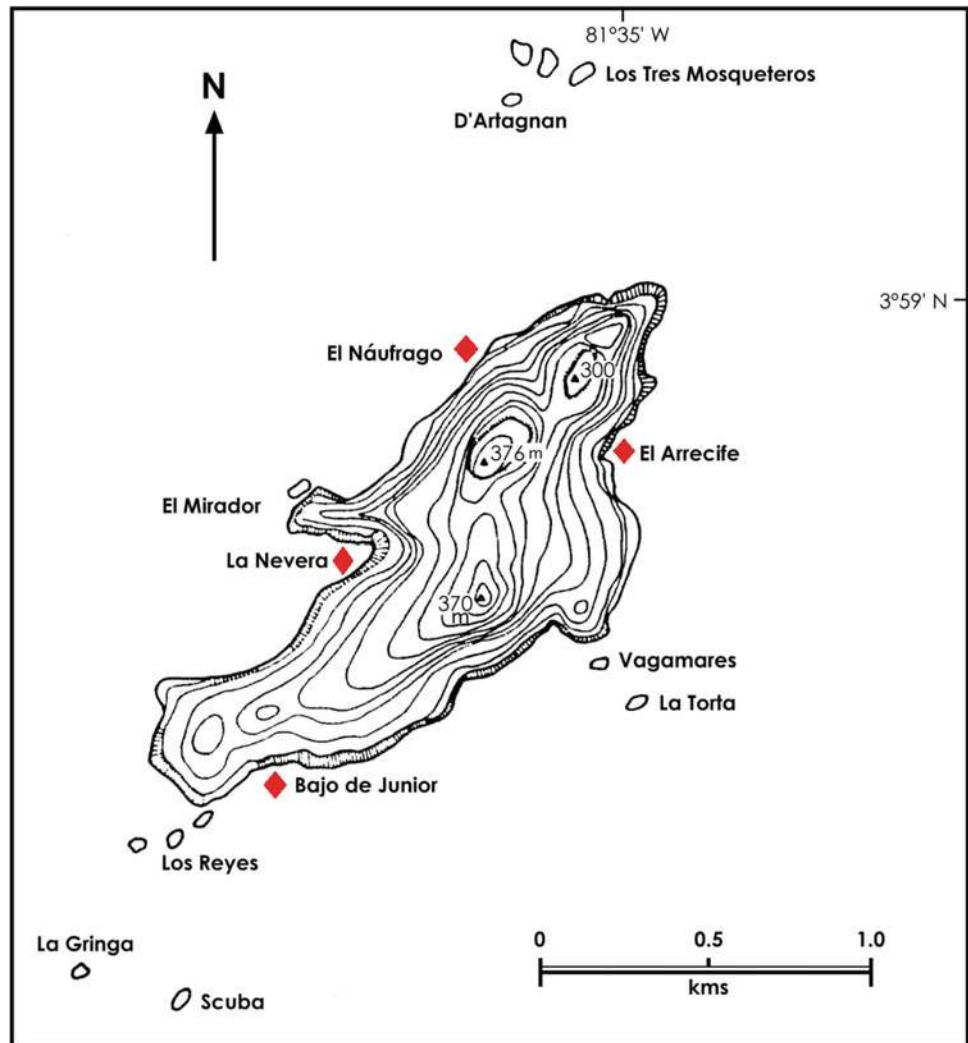 81°35' W
Los Tres Mosqueteros
D'Artagnan
N
3°59' N
El Náufrago
300
376 m
El Arrecife
El Mirador
La Nevera
370
m
Vagamares
La Torta
Bajo de Junior
Los Reyes
La Gringa
Scuba
0 0.5 1.0
kms